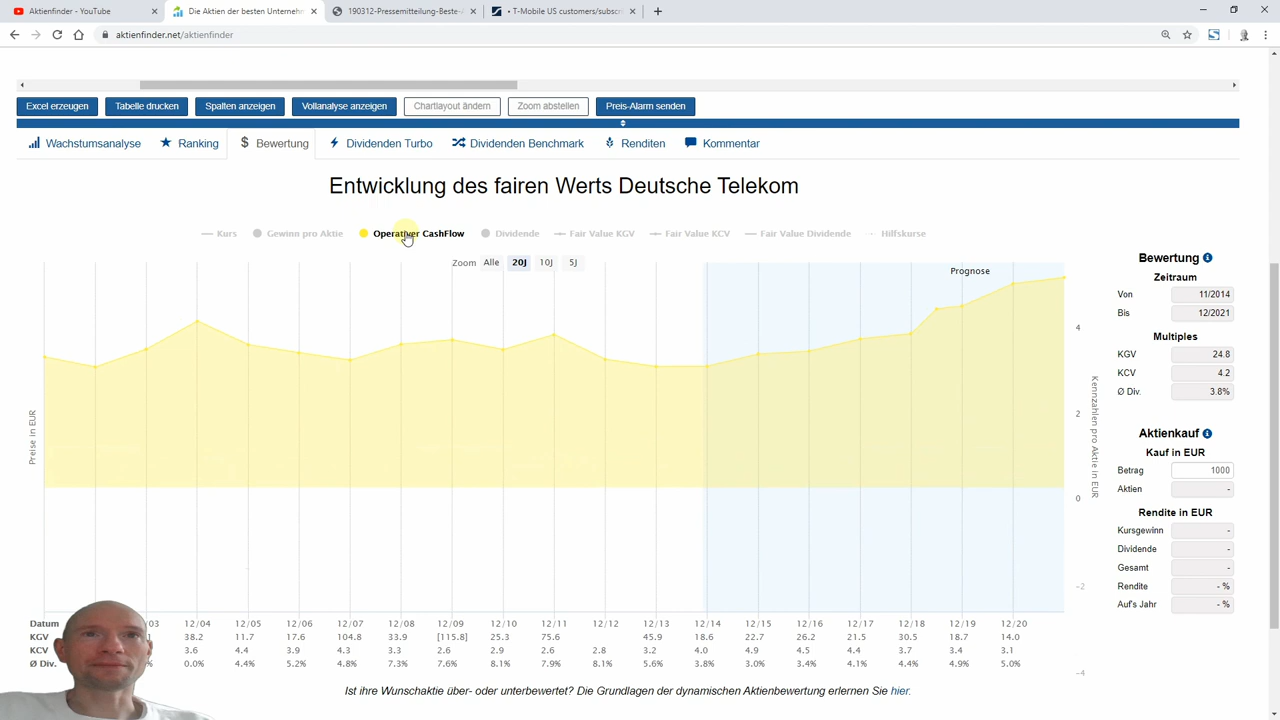 Aktienfinder - YouTube
Die Aktien der besten Unternehm
190312-Pressemitteilung-Beste-A
• T-Mobile US customers/subscri
aktienfinder.net/aktienfinder
Excel erzeugen
Tabelle drucken
Spalten anzeigen
Vollanalyse anzeigen
Chartlayout ändern
Zoom abstellen
Preis-Alarm senden
Wachstumsanalyse
Ranking
$ Bewertung
Dividenden Turbo
Dividenden Benchmark
Renditen
Kommentar
Entwicklung des fairen Werts Deutsche Telekom
Kurs
Gewinn pro Aktie
Operativer CashFlow
Dividende
Fair Value KGV
Fair Value KCV
Fair Value Dividende
Hilfskurse
Zoom Alle 20J 10J 5J
Prognose
Preise in EUR
4
2
0
-2
-4
Kennzahlen pro Aktie in EUR
Datum /03 12/04 12/05 12/06 12/07 12/08 12/09 12/10 12/11 12/12 12/13 12/14 12/15 12/16 12/17 12/18 12/19 12/20
KGV 38.2 11.7 17.6 104.8 33.9 [115.8] 25.3 75.6 45.9 18.6 22.7 26.2 21.5 30.5 18.7 14.0
KCV 3.6 4.4 3.9 4.3 3.3 2.6 2.9 2.6 2.8 3.2 4.0 4.9 4.5 4.4 3.7 3.4 3.1
Ø Div. % 0.0% 4.4% 5.2% 4.8% 7.3% 7.6% 8.1% 7.9% 8.1% 5.6% 3.8% 3.0% 3.4% 4.1% 4.4% 4.9% 5.0%
Ist ihre Wunschaktie über- oder unterbewertet? Die Grundlagen der dynamischen Aktienbewertung erlernen Sie hier.
Bewertung
Zeitraum
Von 11/2014
Bis 12/2021
Multiples
KGV 24.8
KCV 4.2
Ø Div. 3.8%
Aktienkauf
Kauf in EUR
Betrag 1000
Aktien -
Rendite in EUR
Kursgewinn -
Dividende -
Gesamt -
Rendite - %
Auf's Jahr - %